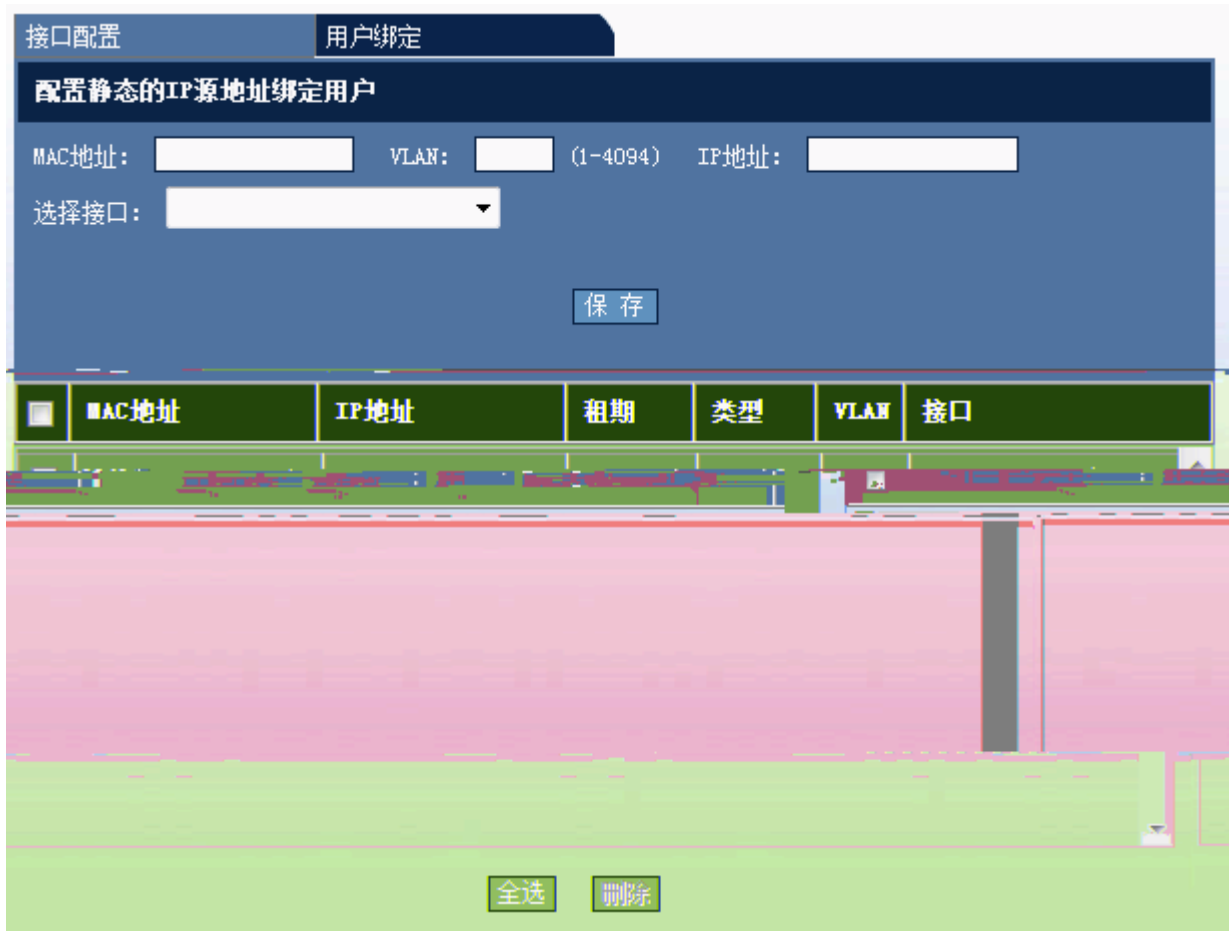 接口配置 用户绑定
配置静态的IP源地址绑定用户
MAC地址: VLAN: (1-4094) IP地址:
选择接口:
保 存
MAC地址 IP地址 租期 类型 VLAN 接口
全选 删除